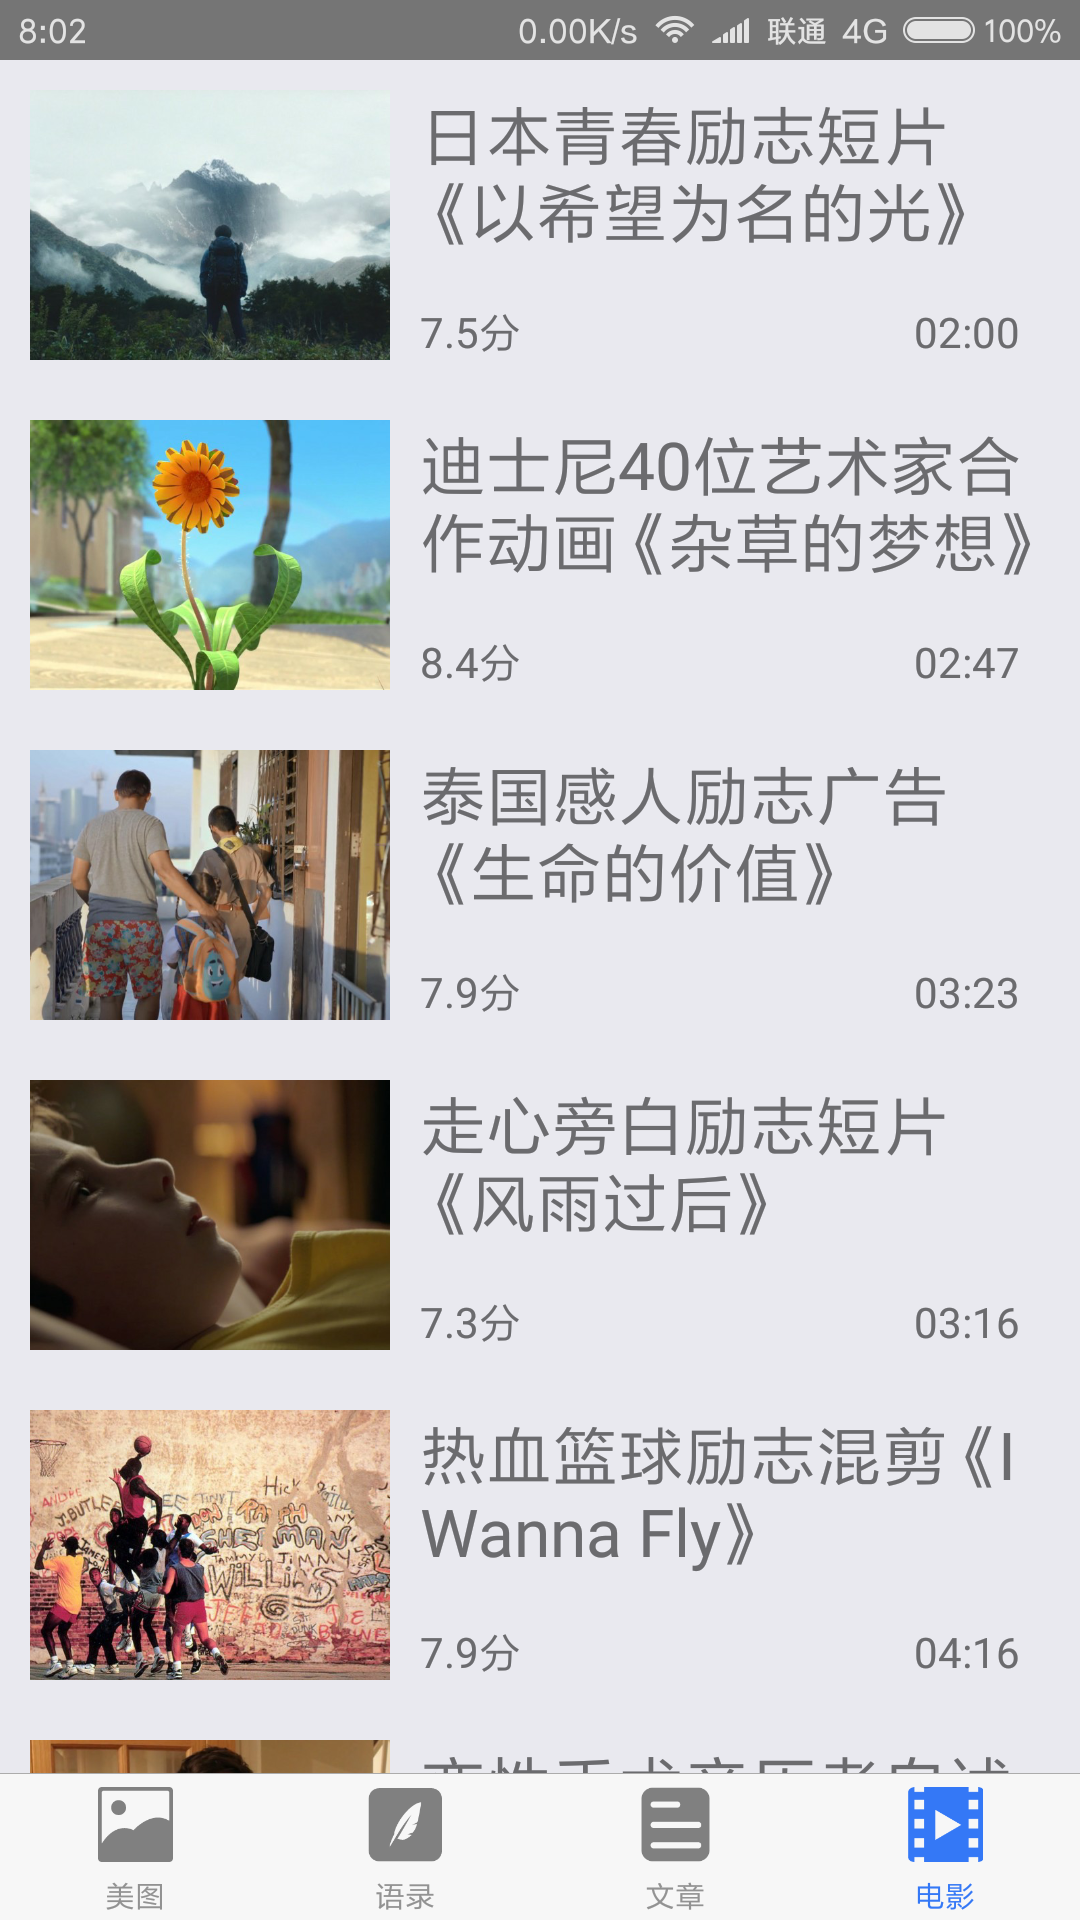 8:02 0.00K/s 联通 4G 100%
日本青春励志短片
《以希望为名的光》
7.5分 02:00
迪士尼40位艺术家合
作动画《杂草的梦想》
8.4分 02:47
泰国感人励志广告
《生命的价值》
7.9分 03:23
走心旁白励志短片
《风雨过后》
7.3分 03:16
热血篮球励志混剪《I
Wanna Fly》
7.9分 04:16
美图 语录 文章 电影